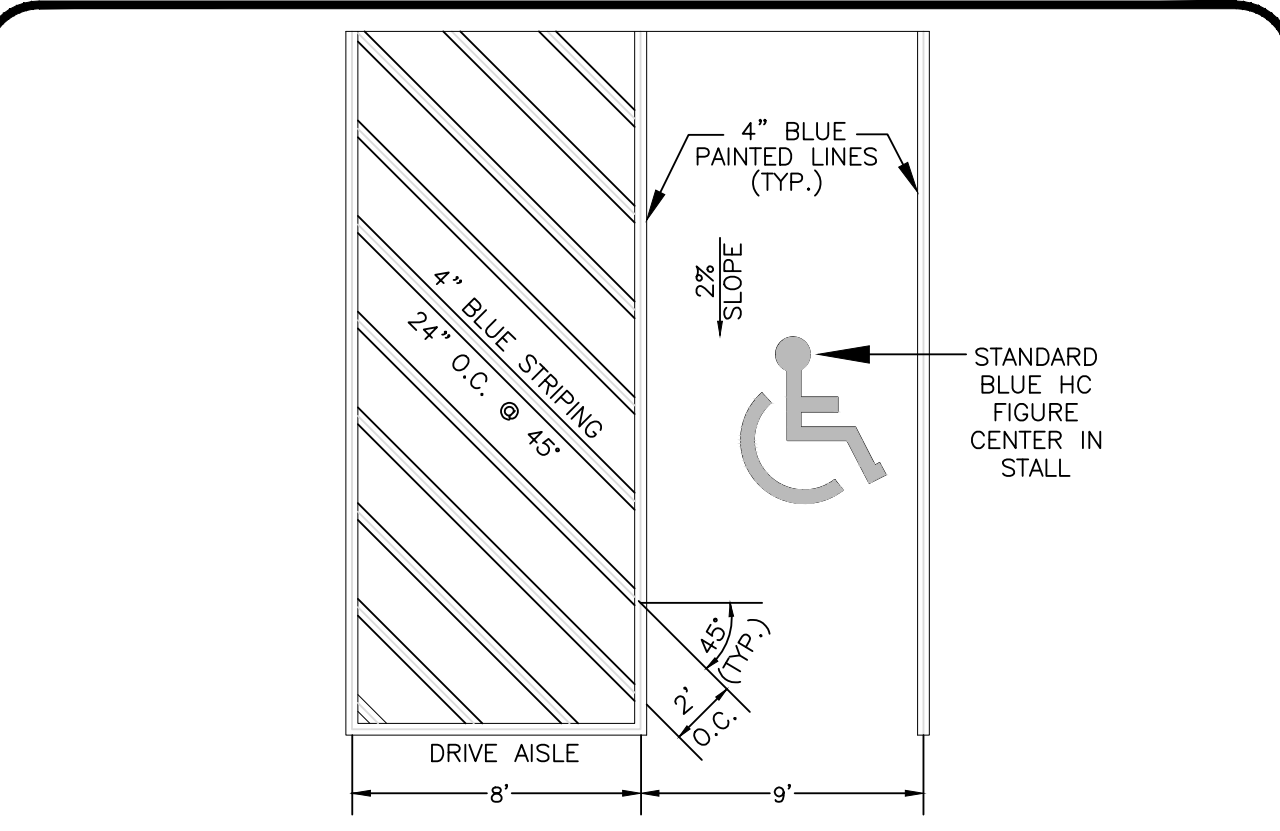 4” BLUE
PAINTED LINES
(TYP.)
2%
SLOPE
4” BLUE STRIPING
24” O.C. @ 45°
STANDARD
BLUE HC
FIGURE
CENTER IN
STALL
45°
(TYP.)
2’
O.C.
DRIVE AISLE
8’
9’